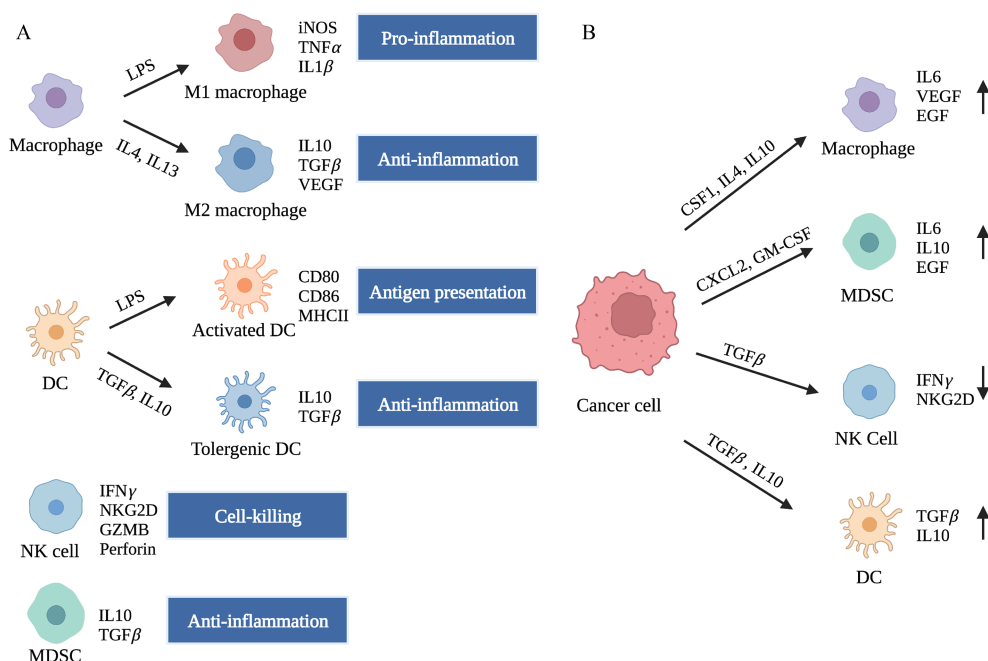 A
LPS
iNOS
TNFα
IL1β
Pro-inflammation
M1 macrophage
Macrophage
IL4, IL13
IL10
TGFβ
VEGF
Anti-inflammation
M2 macrophage
LPS
CD80
CD86
MHCII
Antigen presentation
Activated DC
DC
TGFβ, IL10
IL10
TGFβ
Anti-inflammation
Tolergenic DC
IFNγ
NKG2D
GZMB
Perforin
Cell-killing
NK cell
IL10
TGFβ
Anti-inflammation
MDSC
B
CSF1, IL4, IL10
IL6
VEGF
EGF
Macrophage
CXCL2, GM-CSF
IL6
IL10
EGF
MDSC
Cancer cell
TGFβ
IFNγ
NKG2D
NK Cell
TGFβ, IL10
TGFβ
IL10
DC